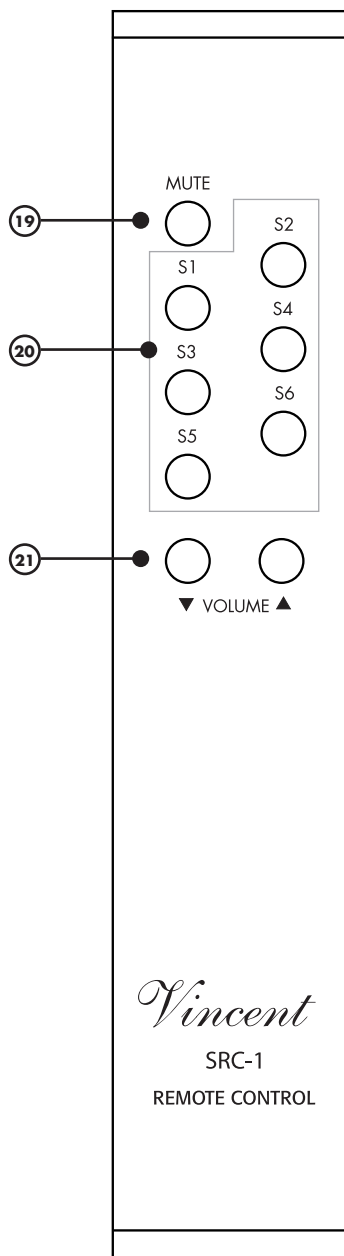 MUTE
19
S2
S1
S4
20
S3
S6
S5
21
▼ VOLUME ▲
Vincent
SRC-1
REMOTE CONTROL